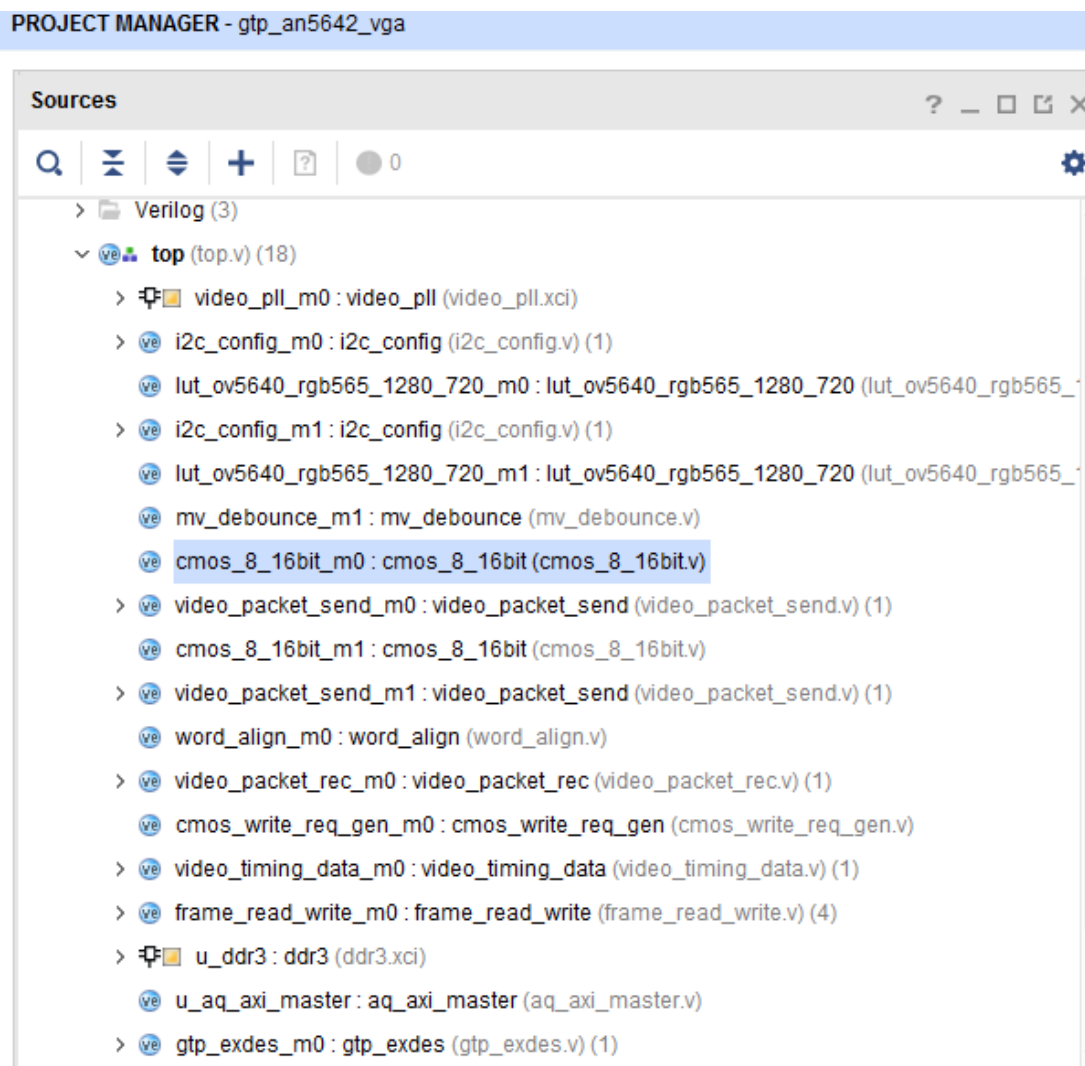 PROJECT MANAGER - gtp_an5642_vga
Sources
0
Verilog (3)
top (top.v) (18)
video_pll_m0 : video_pll (video_pll.xci)
i2c_config_m0 : i2c_config (i2c_config.v) (1)
lut_ov5640_rgb565_1280_720_m0 : lut_ov5640_rgb565_1280_720 (lut_ov5640_rgb565_
i2c_config_m1 : i2c_config (i2c_config.v) (1)
lut_ov5640_rgb565_1280_720_m1 : lut_ov5640_rgb565_1280_720 (lut_ov5640_rgb565_
mv_debounce_m1 : mv_debounce (mv_debounce.v)
cmos_8_16bit_m0 : cmos_8_16bit (cmos_8_16bit.v)
video_packet_send_m0 : video_packet_send (video_packet_send.v) (1)
cmos_8_16bit_m1 : cmos_8_16bit (cmos_8_16bit.v)
video_packet_send_m1 : video_packet_send (video_packet_send.v) (1)
word_align_m0 : word_align (word_align.v)
video_packet_rec_m0 : video_packet_rec (video_packet_rec.v) (1)
cmos_write_req_gen_m0 : cmos_write_req_gen (cmos_write_req_gen.v)
video_timing_data_m0 : video_timing_data (video_timing_data.v) (1)
frame_read_write_m0 : frame_read_write (frame_read_write.v) (4)
u_ddr3 : ddr3 (ddr3.xci)
u_aq_axi_master : aq_axi_master (aq_axi_master.v)
gtp_exdes_m0 : gtp_exdes (gtp_exdes.v) (1)